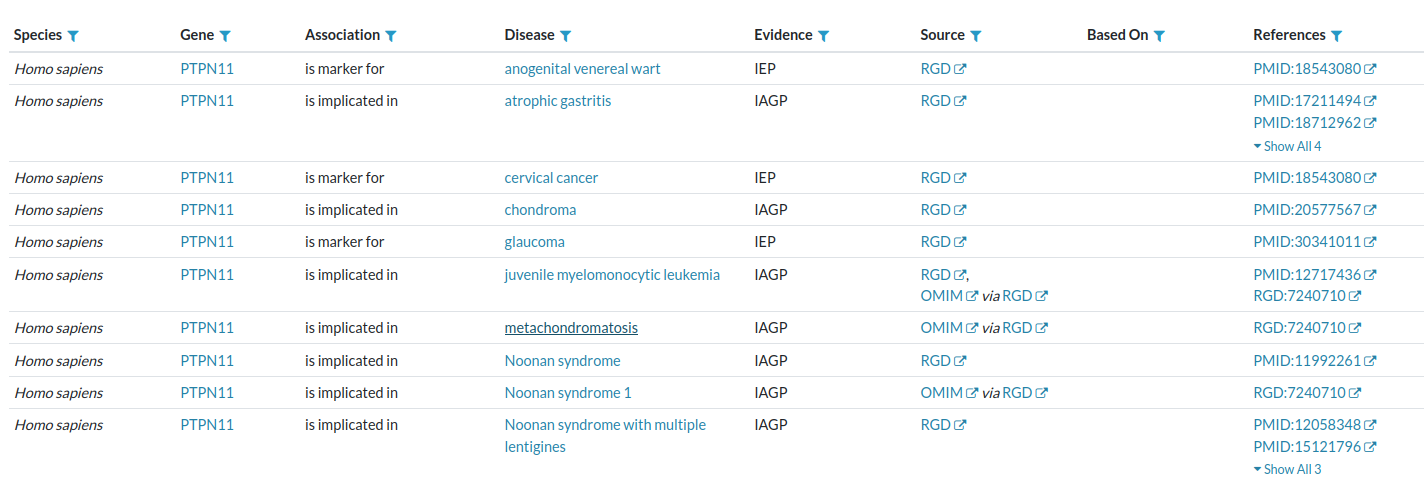 Species Gene Association Disease Evidence Source Based On References
Homo sapiens PTPN11 is marker for anogenital venereal wart IEP RGD PMID:18543080
Homo sapiens PTPN11 is implicated in atrophic gastritis IAGP RGD PMID:17211494
PMID:18712962
Show All 4
Homo sapiens PTPN11 is marker for cervical cancer IEP RGD PMID:18543080
Homo sapiens PTPN11 is implicated in chondroma IAGP RGD PMID:20577567
Homo sapiens PTPN11 is marker for glaucoma IEP RGD PMID:30341011
Homo sapiens PTPN11 is implicated in juvenile myelomonocytic leukemia IAGP RGD, PMID:12717436
OMIM via RGD RGD:7240710
Homo sapiens PTPN11 is implicated in metachondromatosis IAGP OMIM via RGD RGD:7240710
Homo sapiens PTPN11 is implicated in Noonan syndrome IAGP RGD PMID:11992261
Homo sapiens PTPN11 is implicated in Noonan syndrome 1 IAGP OMIM via RGD RGD:7240710
Homo sapiens PTPN11 is implicated in Noonan syndrome with multiple IAGP RGD PMID:12058348
lentigines PMID:15121796
Show All 3